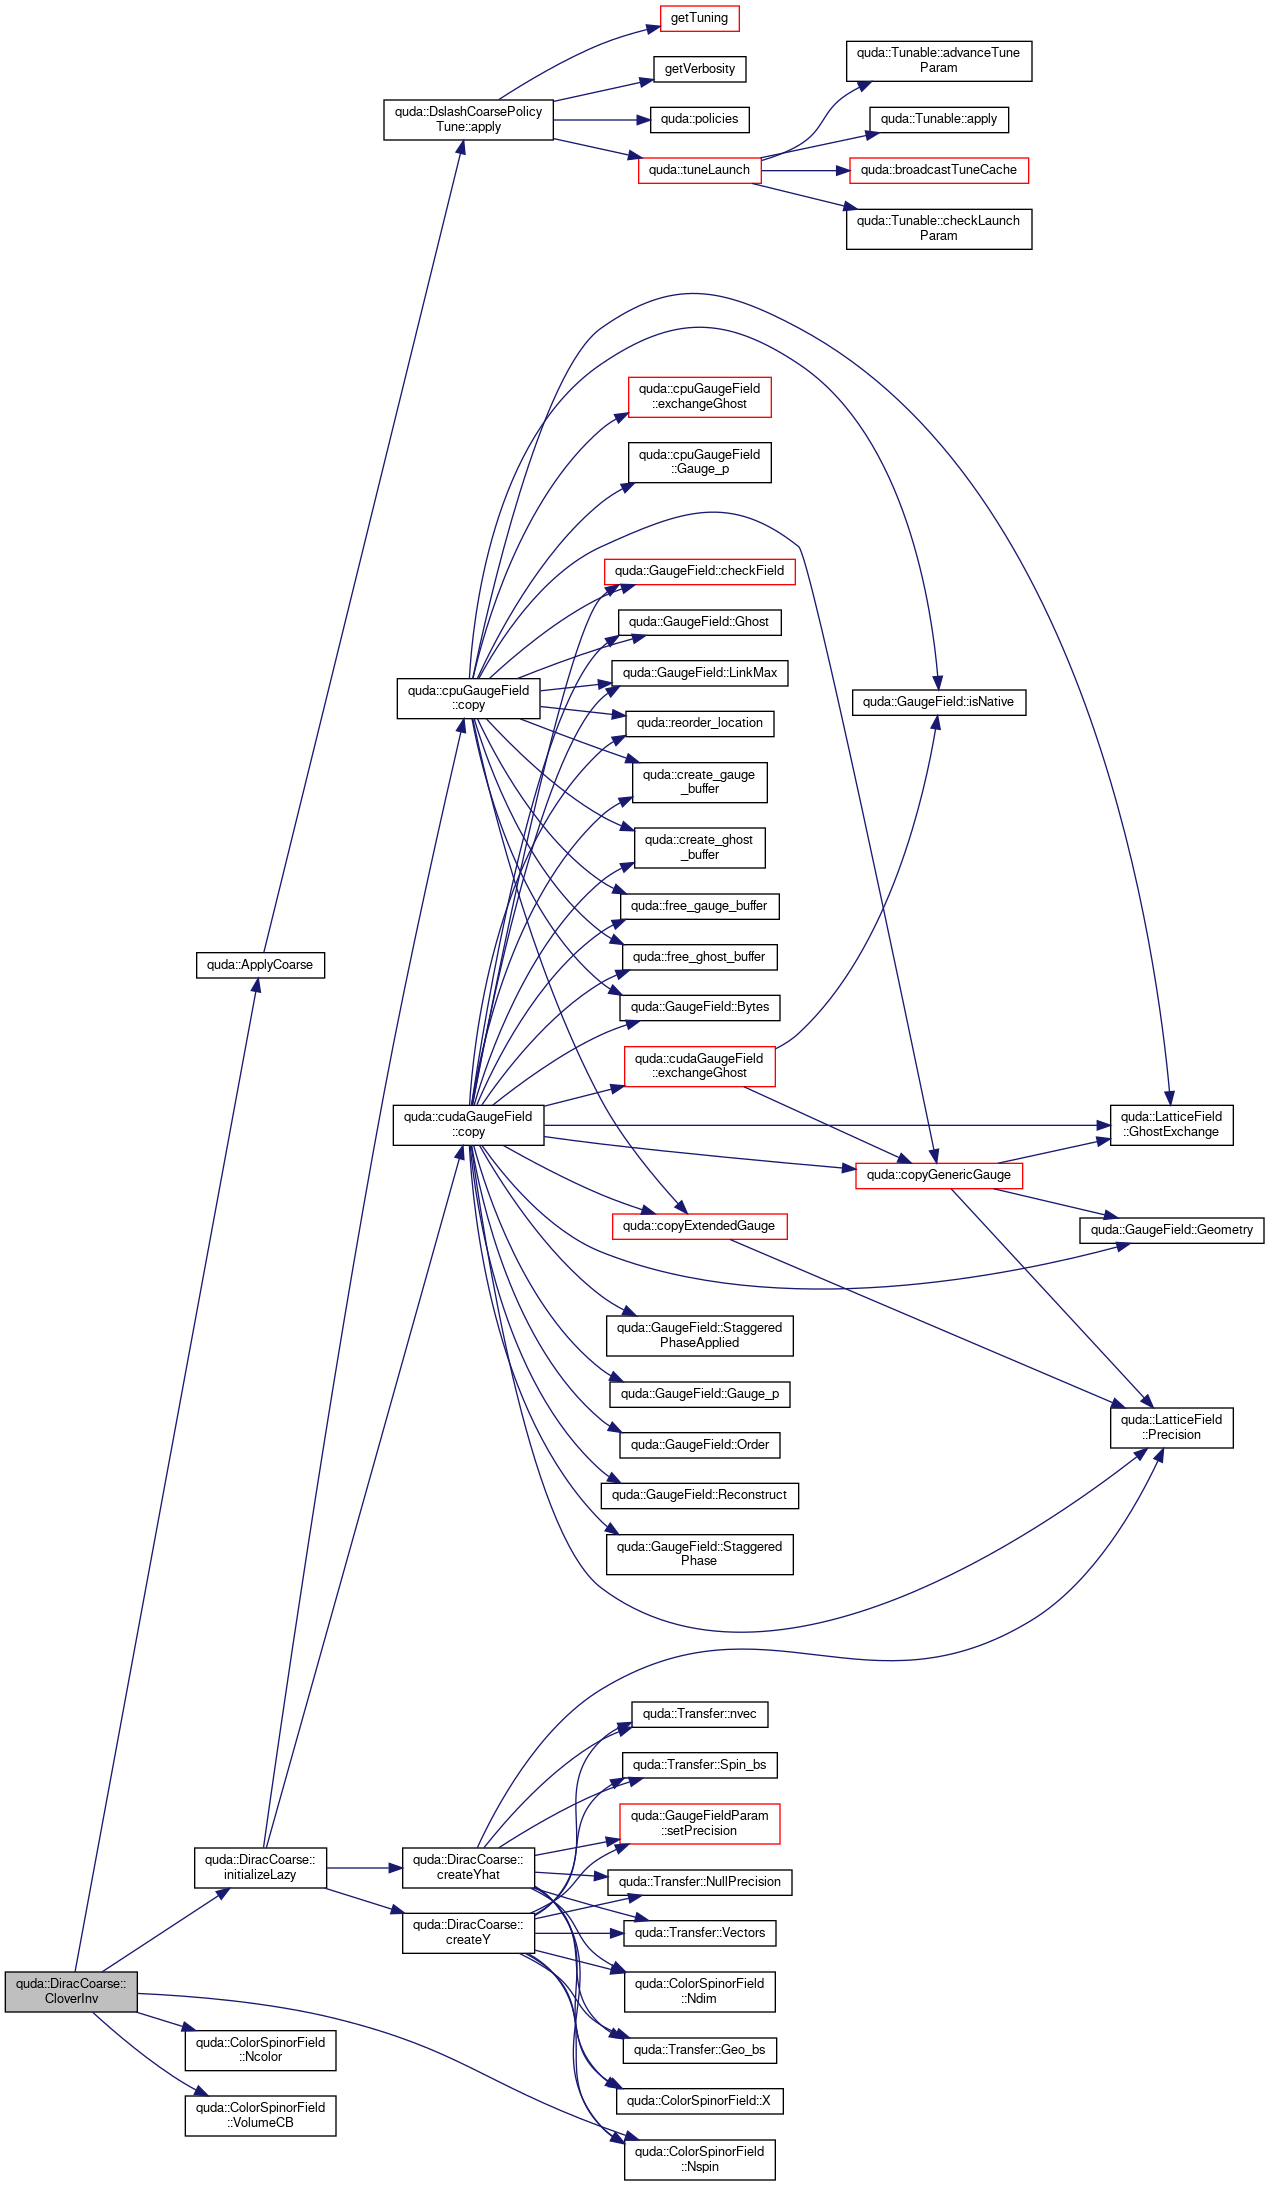 getTuning
getVerbosity
quda::DslashCoarsePolicy
Tune::apply
quda::policies
quda::tuneLaunch
quda::Tunable::advanceTune
Param
quda::Tunable::apply
quda::broadcastTuneCache
quda::Tunable::checkLaunch
Param
quda::cpuGaugeField
::exchangeGhost
quda::cpuGaugeField
::Gauge_p
quda::GaugeField::checkField
quda::GaugeField::Ghost
quda::GaugeField::LinkMax
quda::cpuGaugeField
::copy
quda::GaugeField::isNative
quda::reorder_location
quda::create_gauge
_buffer
quda::create_ghost
_buffer
quda::free_gauge_buffer
quda::free_ghost_buffer
quda::ApplyCoarse
quda::GaugeField::Bytes
quda::cudaGaugeField
::exchangeGhost
quda::cudaGaugeField
::copy
quda::LatticeField
::GhostExchange
quda::copyGenericGauge
quda::copyExtendedGauge
quda::GaugeField::Geometry
quda::GaugeField::Staggered
PhaseApplied
quda::GaugeField::Gauge_p
quda::LatticeField
::Precision
quda::GaugeField::Order
quda::GaugeField::Reconstruct
quda::GaugeField::Staggered
Phase
quda::Transfer::nvec
quda::Transfer::Spin_bs
quda::GaugeFieldParam
::setPrecision
quda::DiracCoarse::
initializeLazy
quda::DiracCoarse::
createYhat
quda::Transfer::NullPrecision
quda::DiracCoarse::
createY
quda::Transfer::Vectors
quda::DiracCoarse::
CloverInv
quda::ColorSpinorField
::Ndim
quda::ColorSpinorField
::Ncolor
quda::Transfer::Geo_bs
quda::ColorSpinorField::X
quda::ColorSpinorField
::VolumeCB
quda::ColorSpinorField
::Nspin